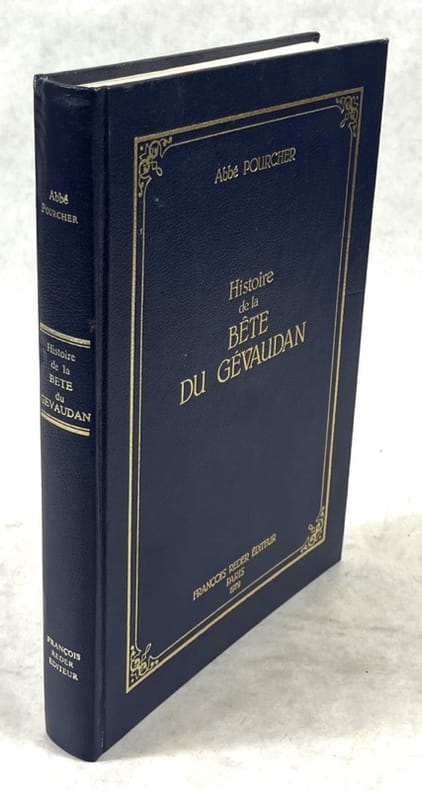 Abbé
POURCHER
Histoire
de la
BÊTE
du
GÉVAUDAN
FRANÇOIS
REDER
ÉDITEUR
Abbé POURCHER
Histoire
de la
BÊTE
DU GÉVAUDAN
FRANÇOIS REDER ÉDITEUR
PARIS
1979